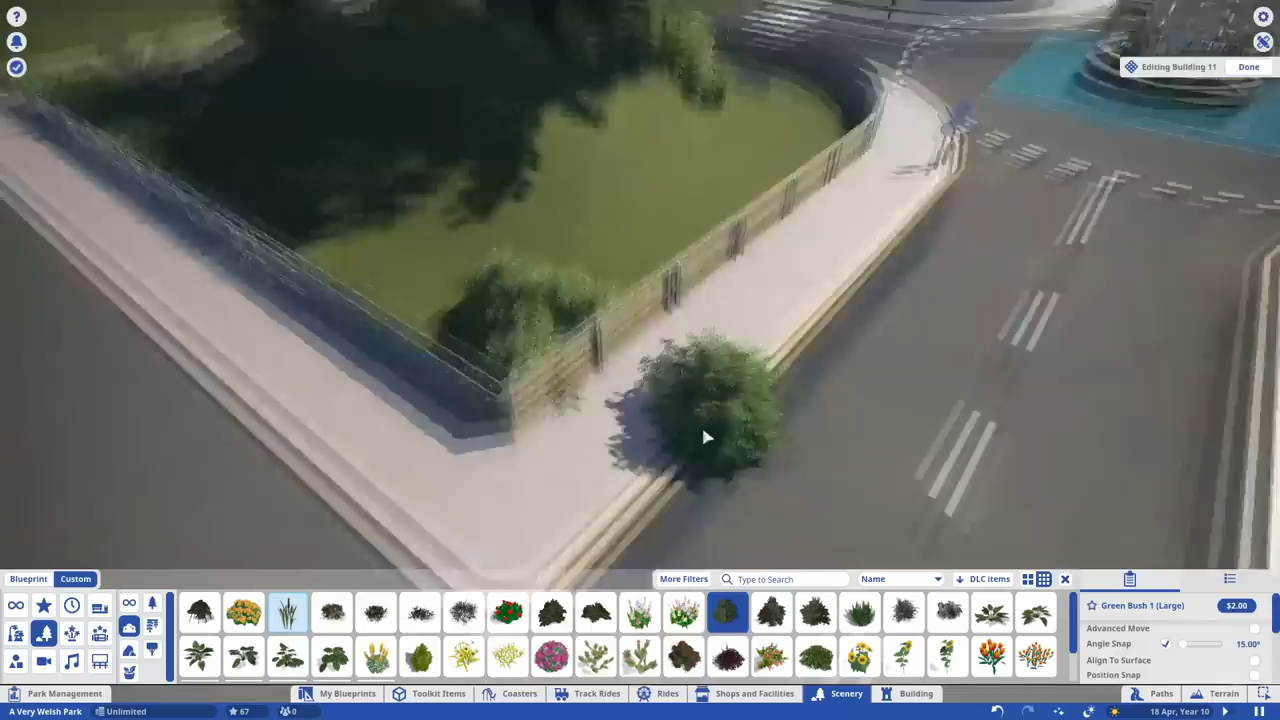 Editing Building 11 Done
Blueprint Custom
More Filters Type to Search Name DLC items
Green Bush 1 (Large) $2.00
Advanced Move
Angle Snap 15.00°
Align To Surface
Position Snap
Park Management My Blueprints Toolkit Items Coasters Track Rides Rides Shops and Facilities Scenery Building Paths Terrain
A Very Welsh Park Unlimited 67 0 18 Apr, Year 10